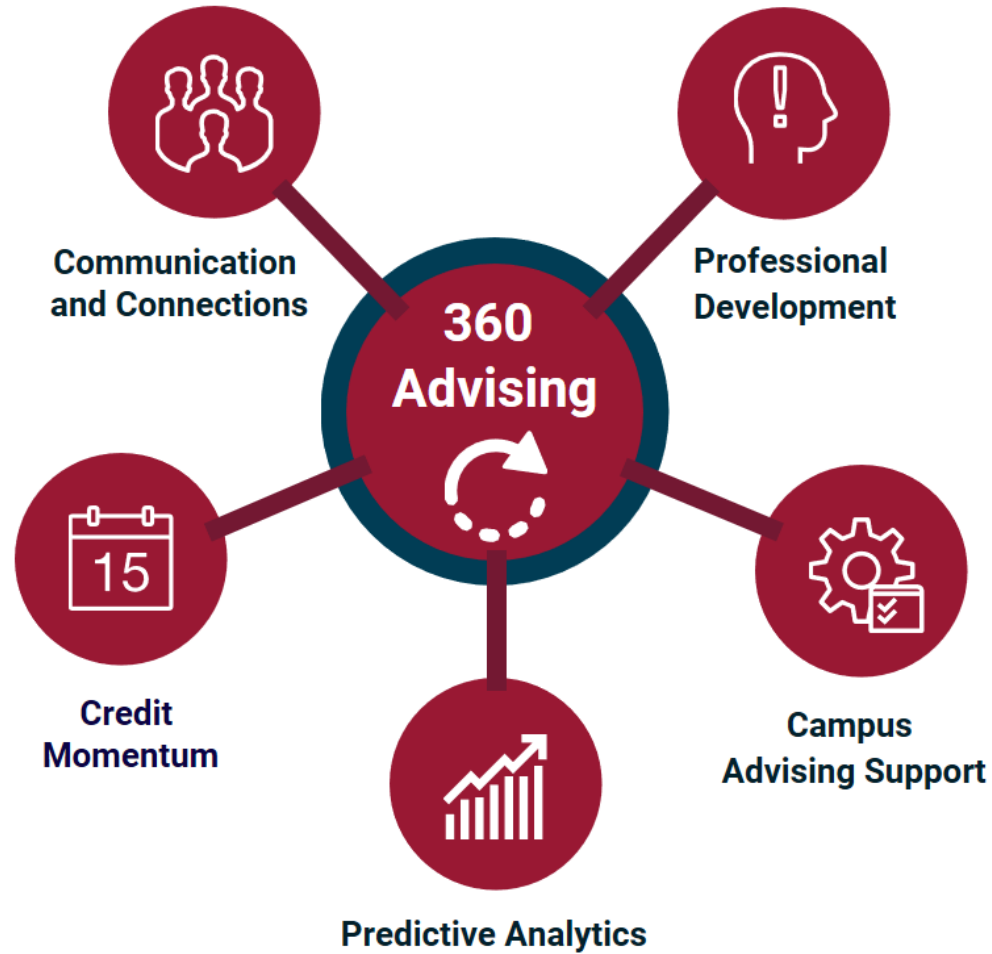 360
Advising
Communication
and Connections
Professional
Development
15
Credit
Momentum
Campus
Advising Support
Predictive Analytics